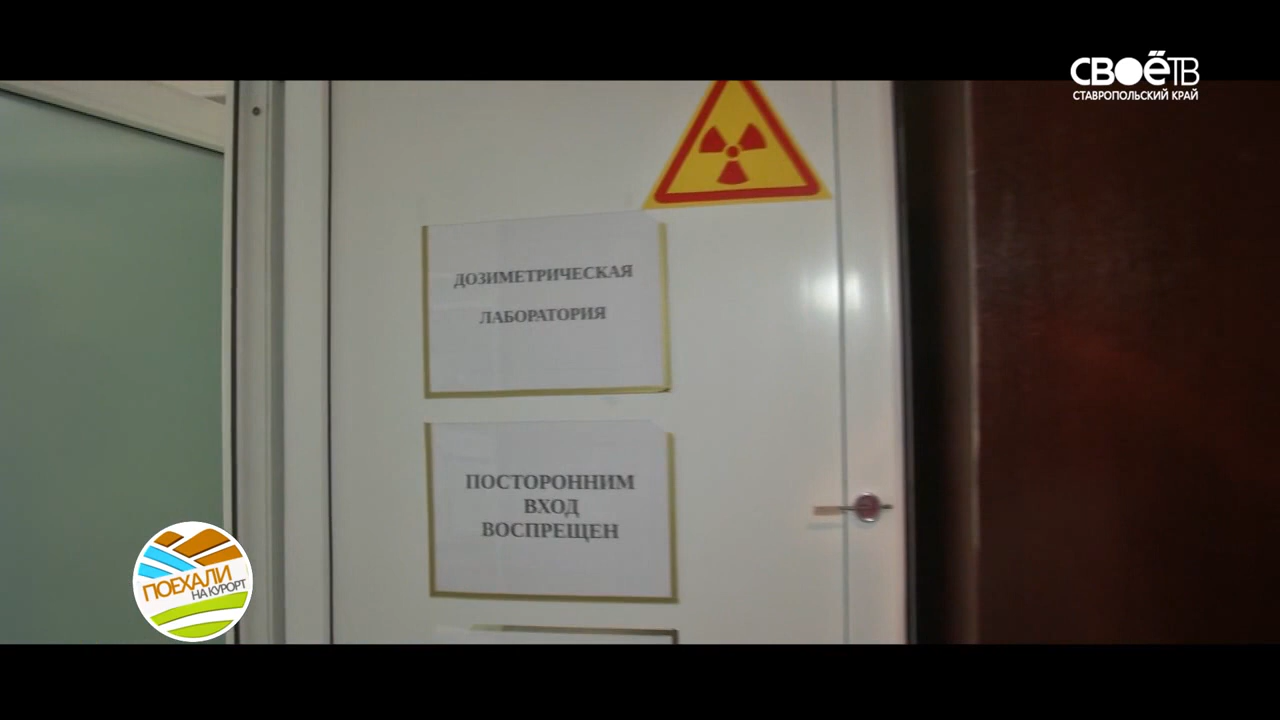 СВОЁТВ
СТАВРОПОЛЬСКИЙ КРАЙ
ДОЗИМЕТРИЧЕСКАЯ
ЛАБОРАТОРИЯ
ПОСТОРОННИМ
ВХОД
ВОСПРЕЩЕН
ПОЕХАЛИ
НА КУРОРТ